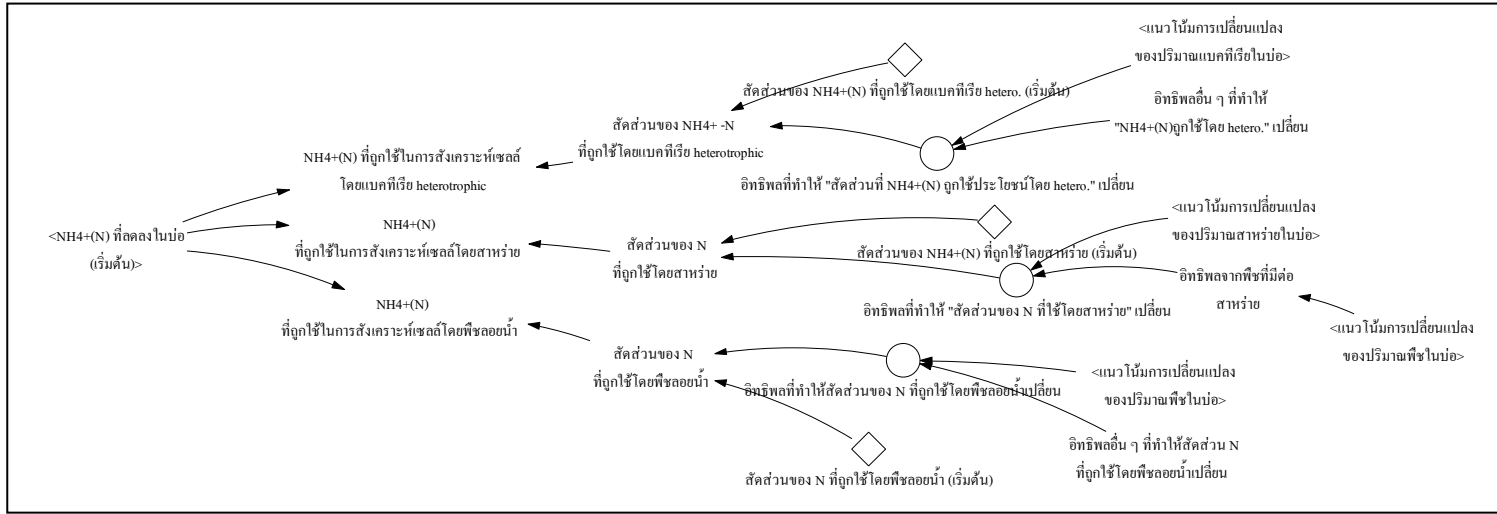 <แนวโน้มการเปลี่ยนแปลง
ของปริมาณแบคทีเรียในบ่อ>
สัดส่วนของ NH4+(N) ที่ถูกใช้โดยแบคทีเรีย hetero. (เริ่มต้น)
อิทธิพลอื่น ๆ ที่ทำให้
"NH4+(N)ถูกใช้โดย hetero." เปลี่ยน
สัดส่วนของ NH4+ -N
ที่ถูกใช้โดยแบคทีเรีย heterotrophic
NH4+(N) ที่ถูกใช้ในการสังเคราะห์เซลล์
โดยแบคทีเรีย heterotrophic
อิทธิพลที่ทำให้ "สัดส่วนที่ NH4+(N) ถูกใช้ประโยชน์โดย hetero." เปลี่ยน
<NH4+(N) ที่ลดลงในบ่อ
(เริ่มต้น)>
NH4+(N)
ที่ถูกใช้ในการสังเคราะห์เซลล์โดยสาหร่าย
สัดส่วนของ N
ที่ถูกใช้โดยสาหร่าย
<แนวโน้มการเปลี่ยนแปลง
ของปริมาณสาหร่ายในบ่อ>
สัดส่วนของ NH4+(N) ที่ถูกใช้โดยสาหร่าย (เริ่มต้น)
อิทธิพลจากพืชที่มีต่อ
สาหร่าย
อิทธิพลที่ทำให้ "สัดส่วนของ N ที่ใช้โดยสาหร่าย" เปลี่ยน
<แนวโน้มการเปลี่ยนแปลง
ของปริมาณพืชในบ่อ>
NH4+(N)
ที่ถูกใช้ในการสังเคราะห์เซลล์โดยพืชลอยน้ำ
สัดส่วนของ N
ที่ถูกใช้โดยพืชลอยน้ำ
อิทธิพลที่ทำให้สัดส่วนของ N ที่ถูกใช้โดยพืชลอยน้ำเปลี่ยน
<แนวโน้มการเปลี่ยนแปลง
ของปริมาณพืชในบ่อ>
อิทธิพลอื่น ๆ ที่ทำให้สัดส่วน N
ที่ถูกใช้โดยพืชลอยน้ำเปลี่ยน
สัดส่วนของ N ที่ถูกใช้โดยพืชลอยน้ำ (เริ่มต้น)